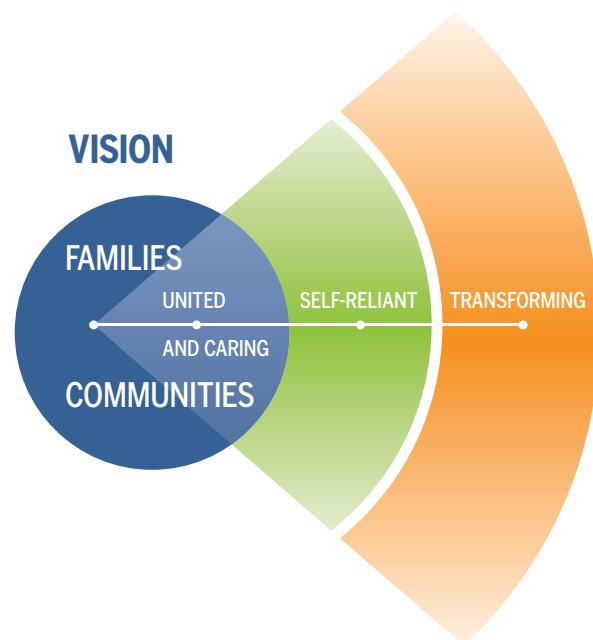 VISION
FAMILIES
UNITED
AND CARING
SELF-RELIANT
TRANSFORMING
COMMUNITIES